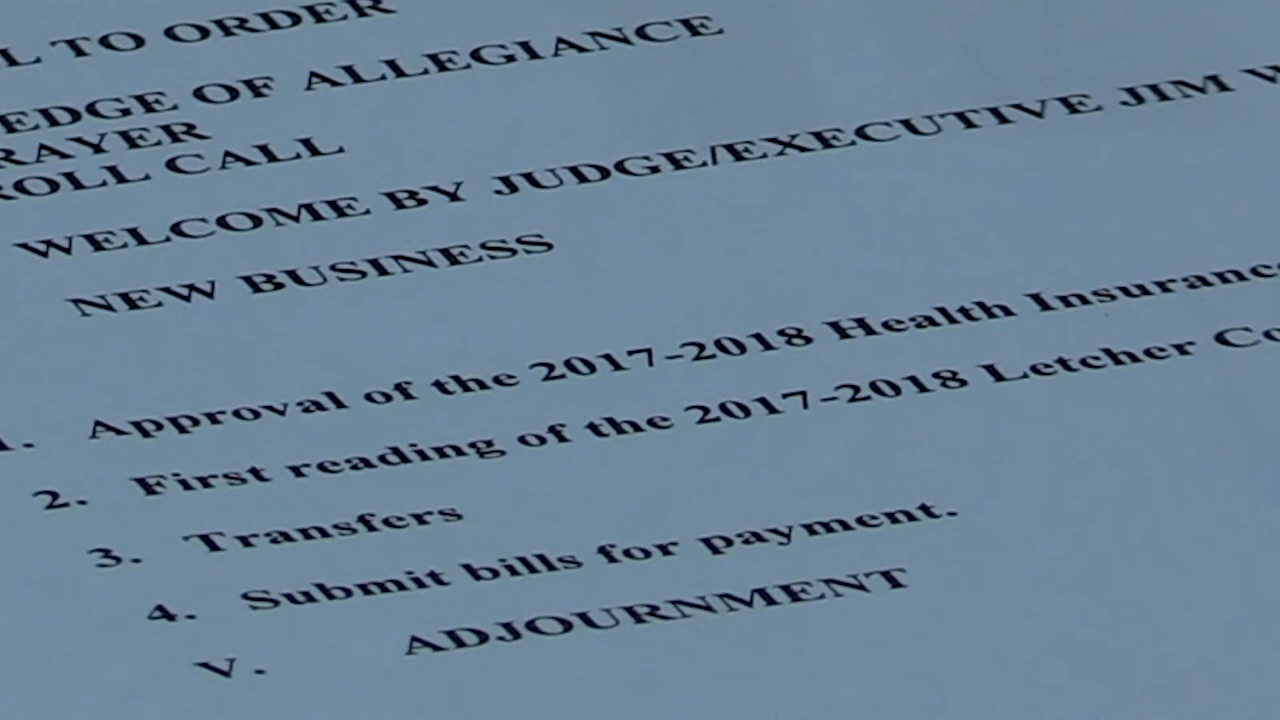 L TO ORDER
EDGE OF ALLEGIANCE
RAYER
ROLL CALL
WELCOME BY JUDGE/EXECUTIVE JIM W
NEW BUSINESS
1. Approval of the 2017-2018 Health Insurance
2. First reading of the 2017-2018 Letcher Co
3. Transfers
4. Submit bills for payment.
V. ADJOURNMENT